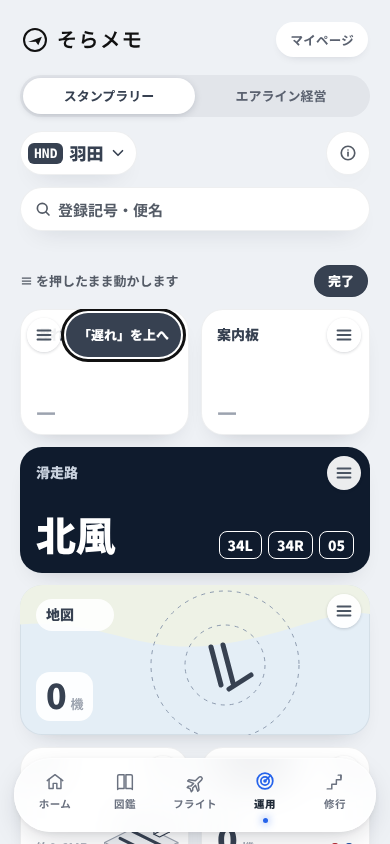 そらメモ
マイページ
スタンプラリー
エアライン経営
HND 羽田
登録記号・便名
を押したまま動かします
完了
「遅れ」を上へ
案内板
—
—
滑走路
北風
34L 34R 05
地図
0 機
ホーム
図鑑
フライト
運用
修行